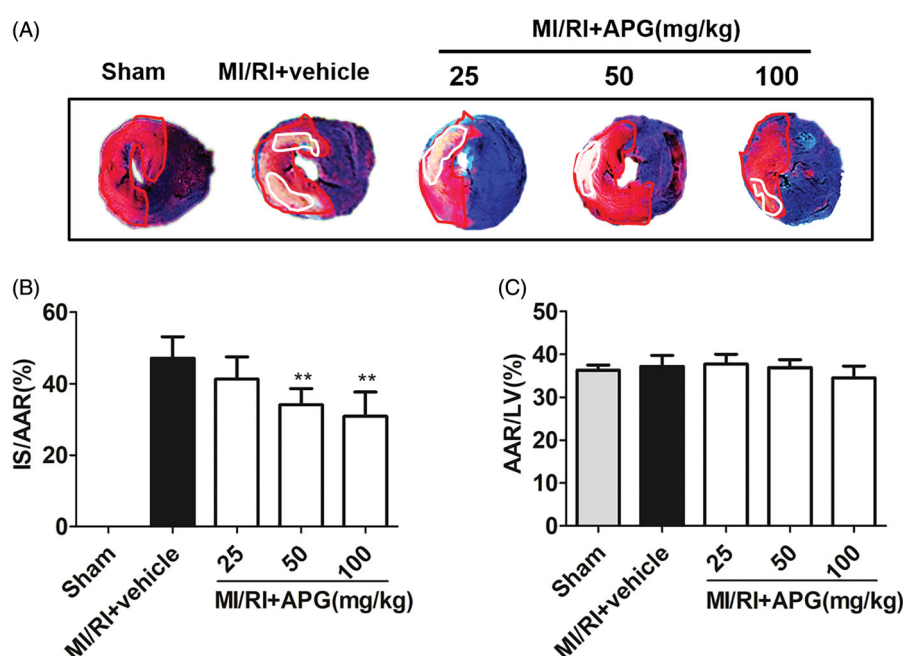 (A)
MI/RI+APG(mg/kg)
Sham MI/RI+vehicle 25 50 100
(B)
60
40
20
0
IS/AAR(%)
** **
Sham MI/RI+vehicle 25 50 100
MI/RI+APG(mg/kg)
(C)
50
40
30
20
10
0
AAR/LV(%)
Sham MI/RI+vehicle 25 50 100
MI/RI+APG(mg/kg)